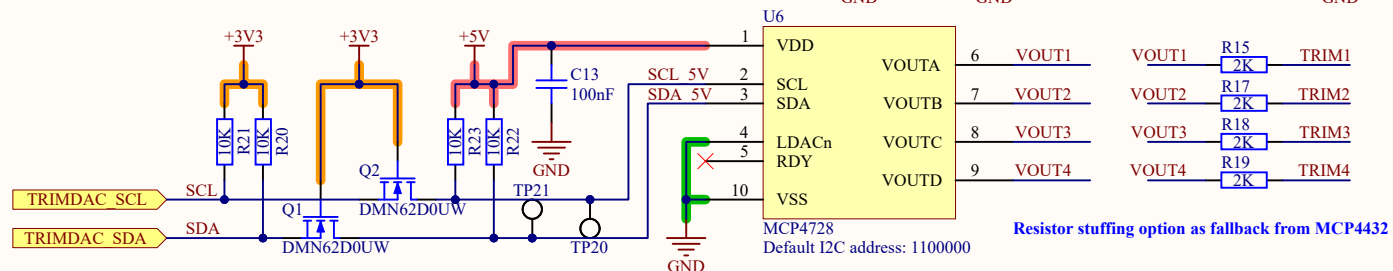 GND
GND
GND
U6
+3V3
+3V3
+5V
1
VDD
C13
100nF
SCL_5V
2
SCL
SDA_5V
3
SDA
4
LDACn
5
RDY
10
VSS
VOUTA
6
VOUT1
VOUTB
7
VOUT2
VOUTC
8
VOUT3
VOUTD
9
VOUT4
VOUT1
R15
2K
TRIM1
VOUT2
R17
2K
TRIM2
VOUT3
R18
2K
TRIM3
VOUT4
R19
2K
TRIM4
10K
R21
10K
R20
10K
R23
10K
R22
GND
Q2
DMN62D0UW
TRIMDAC_SCL
SCL
TP21
Q1
DMN62D0UW
TRIMDAC_SDA
SDA
TP20
GND
MCP4728
Default I2C address: 1100000
Resistor stuffing option as fallback from MCP4432